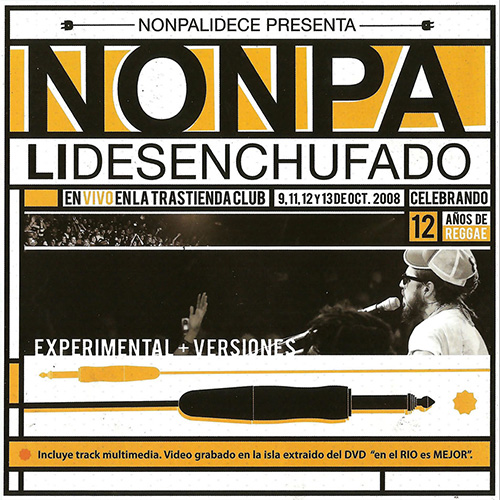 NONPALIDECE PRESENTA
NONPA
LIDESENCHUFADO
EN VIVO EN LA TRASTIENDA CLUB 9, 11, 12 Y 13 DE OCT. 2008 CELEBRANDO
12 AÑOS DE
REGGAE
EXPERIMENTAL + VERSIONES
Incluye track multimedia. Video grabado en la isla extraido del DVD "en el RIO es MEJOR".